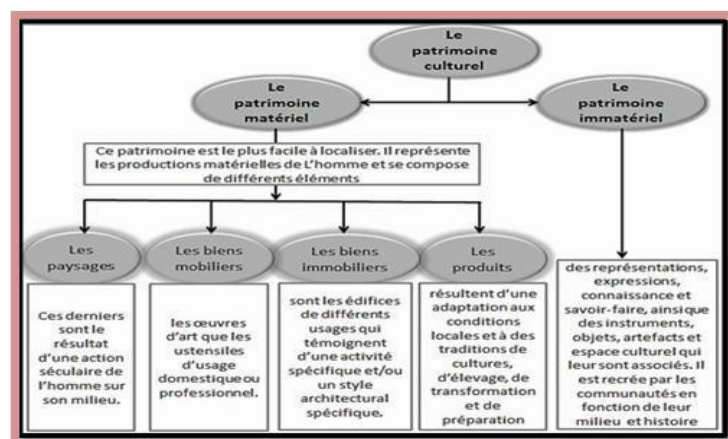 Le
patrimoine
culturel
Le
patrimoine
matériel
Le
patrimoine
immatériel
Ce patrimoine est le plus facile à localiser. Il représente
les productions matérielles de L'homme et se compose
de différents éléments
Les
paysages
Les biens
mobiliers
Les biens
immobiliers
Les
produits
Ces derniers
sont le
résultat
d'une action
séculaire de
l'homme sur
son milieu.
les œuvres
d'art que les
ustensiles
d'usage
domestique ou
professionnel.
sont les édifices
de différents
usages qui
témoignent
d'une activité
spécifique et/ou
un style
architectural
spécifique.
résultent d'une
adaptation aux
conditions
locales et à des
traditions de
cultures,
d'élevage, de
transformation
et de
préparation
des représentations,
expressions,
connaissance et
savoir-faire, ainsi que
des instruments,
objets, artefacts et
espace culturel qui
leur sont associés. Il
est recrée par les
communautés en
fonction de leur
milieu et histoire